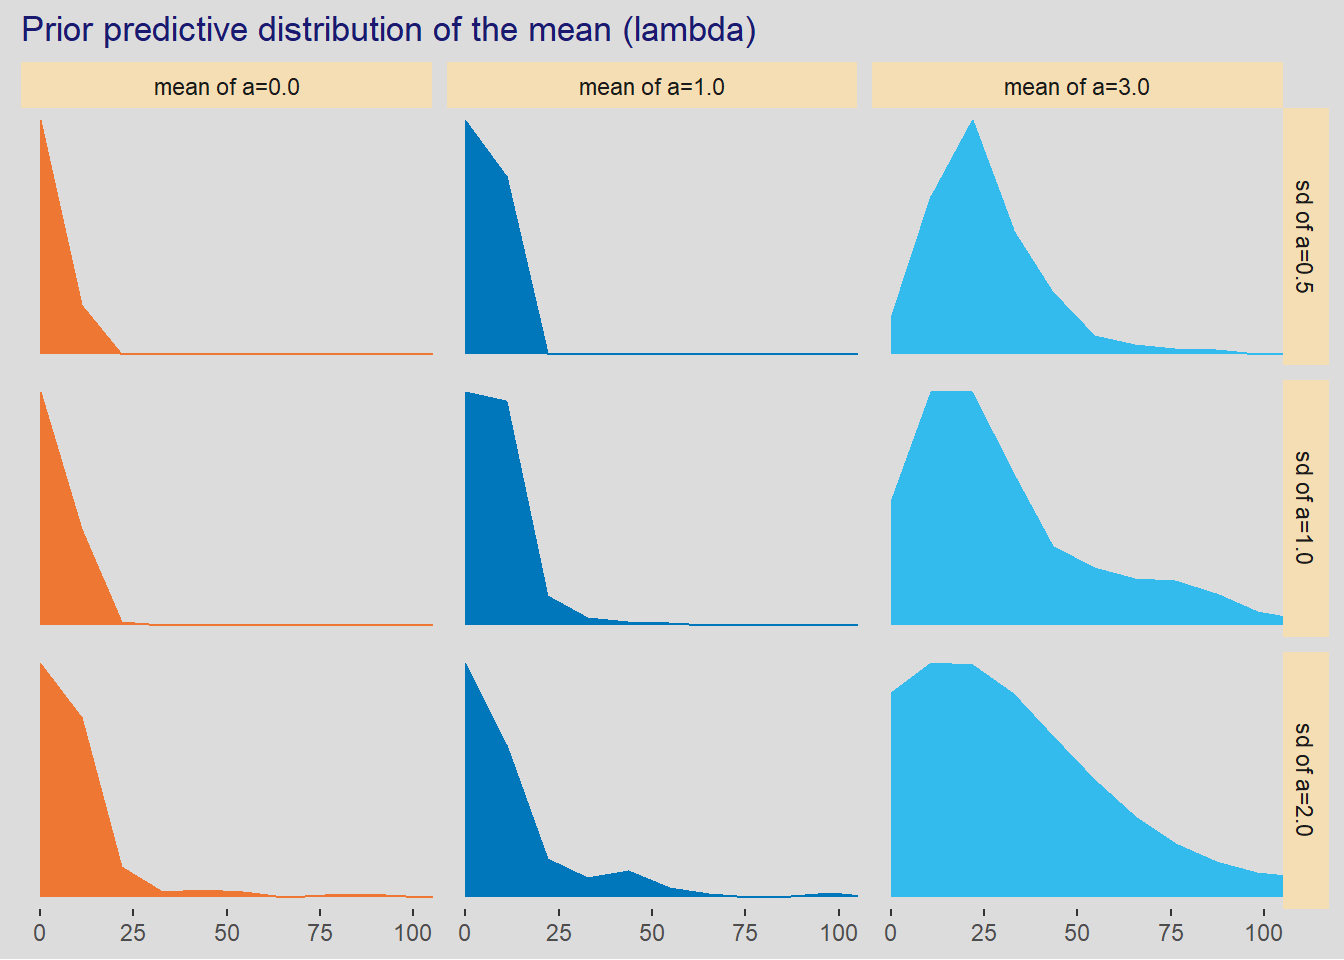 Prior predictive distribution of the mean (lambda)
mean of a=0.0
mean of a=1.0
mean of a=3.0
sd of a=0.5
sd of a=1.0
sd of a=2.0
0 25 50 75 100
0 25 50 75 100
0 25 50 75 100